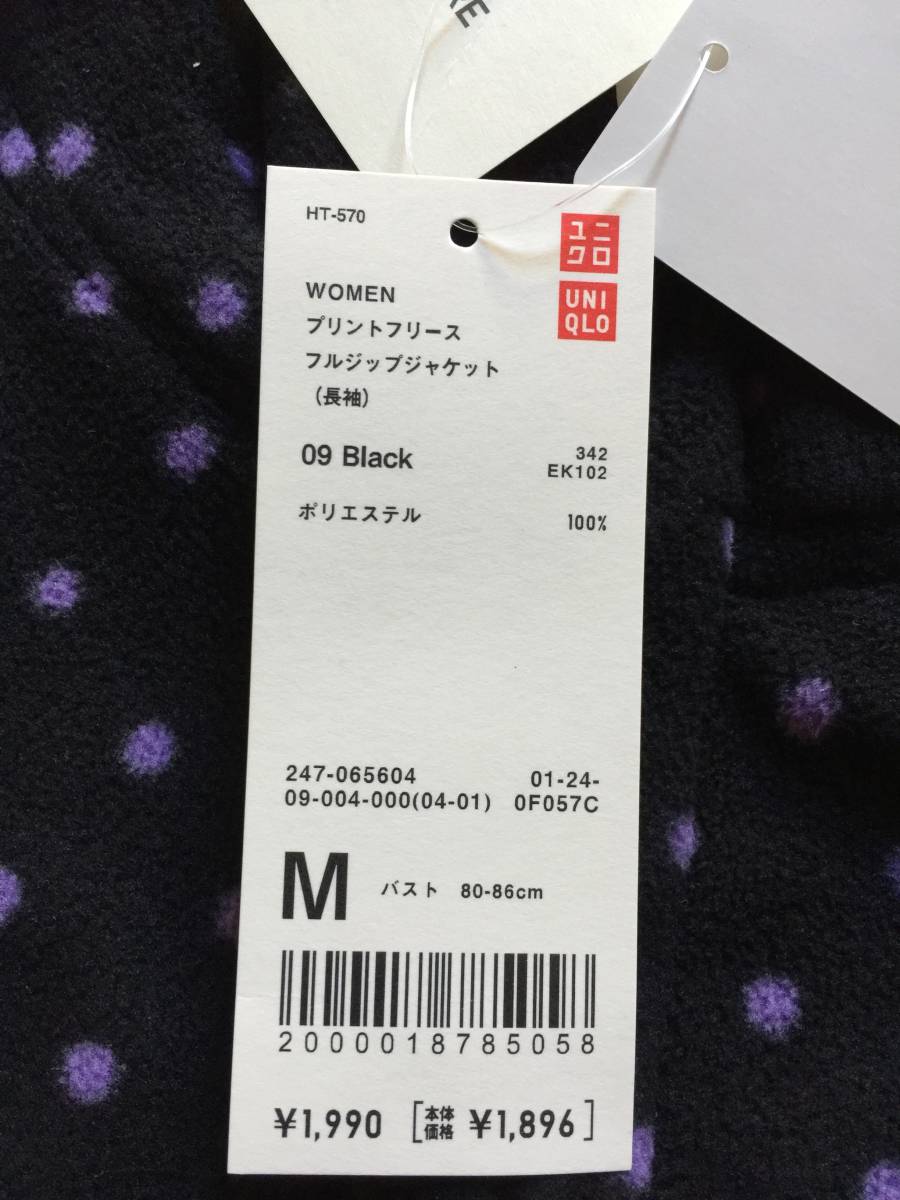 RE
HT-570
ユニ
クロ
UNI
QLO
WOMEN
プリントフリース
フルジップジャケット
(長袖)
09 Black
342
EK102
ポリエステル 100%
247-065604 01-24-
09-004-000(04-01) 0F057C
M バスト 80-86cm
2000018785058
¥1,990 [本体価格 ¥1,896]